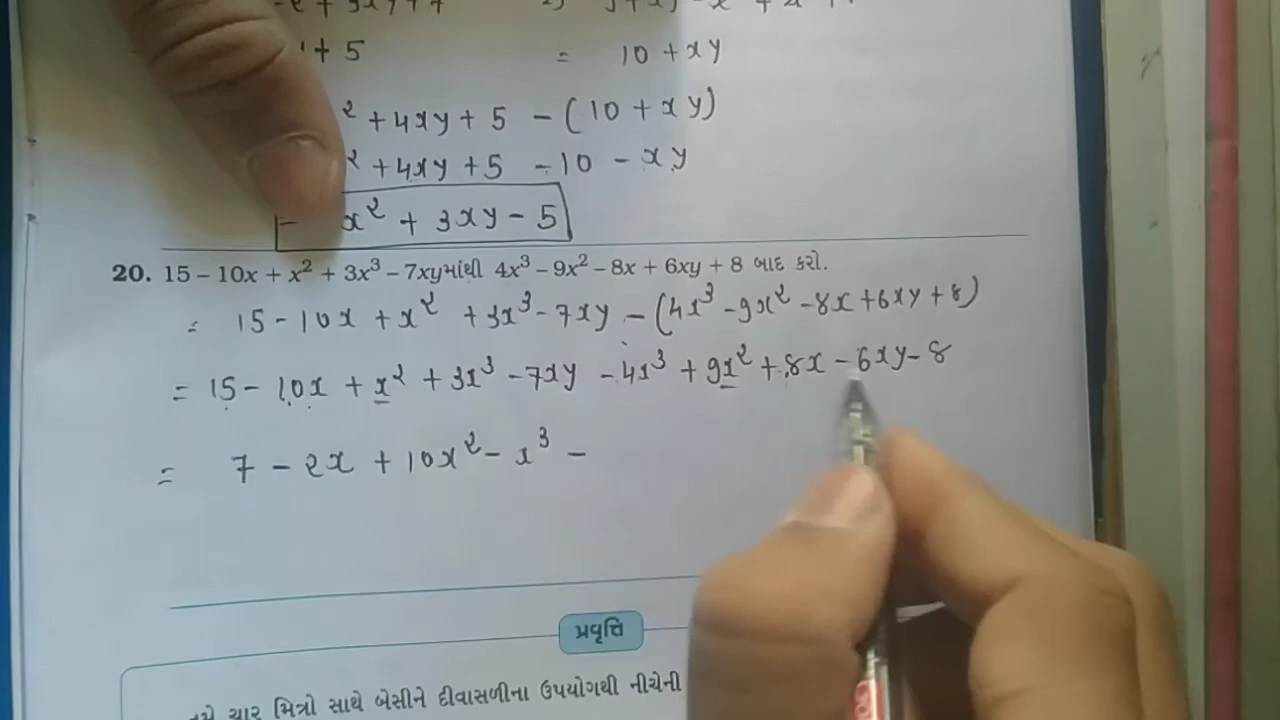 + 5 = 10 + xy
² + 4xy + 5 - (10 + xy)
² + 4xy + 5 - 10 - xy
- x² + 3xy - 5
20. 15 – 10x + x² + 3x³ – 7xyમાંથી 4x³ – 9x² – 8x + 6xy + 8 બાદ કરો.
= 15 - 10x + x² + 3x³ - 7xy - (4x³ - 9x² - 8x + 6xy + 8)
= 15 - 10x + x² + 3x³ - 7xy - 4x³ + 9x² + 8x - 6xy - 8
= 7 - 2x + 10x² - x³ -
પ્રવૃત્તિ
ચાર મિત્રો સાથે બેસીને દીવાસળીના ઉપયોગથી નીચેની